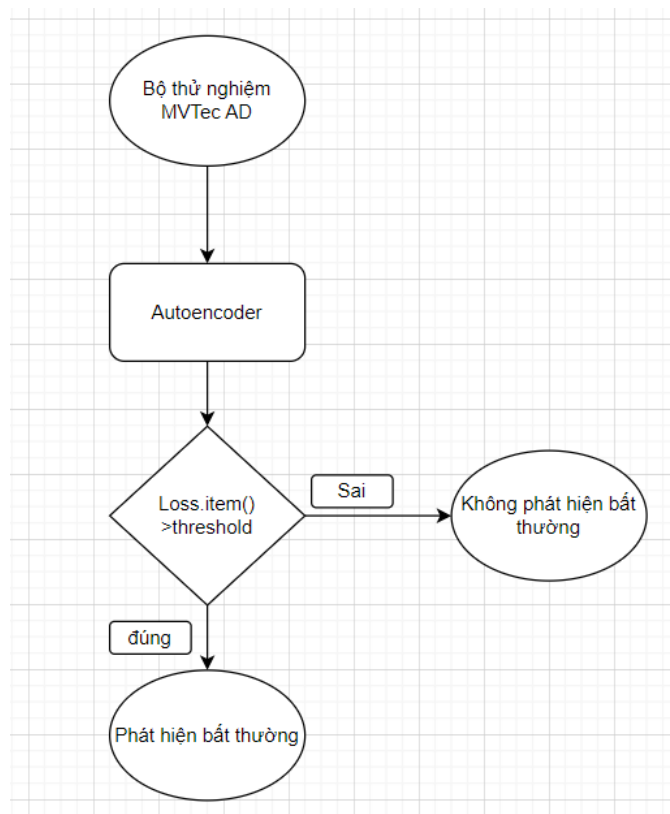 Bộ thử nghiệm
MVTec AD
Autoencoder
Loss.item()
>threshold
Sai
Không phát hiện bất
thường
đúng
Phát hiện bất thường